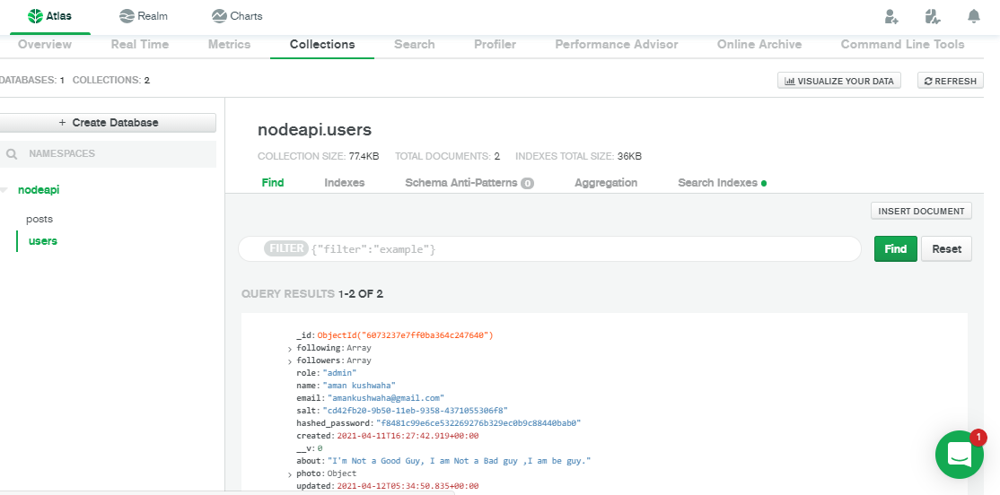 Atlas Realm Charts
Overview Real Time Metrics Collections Search Profiler Performance Advisor Online Archive Command Line Tools
DATABASES: 1 COLLECTIONS: 2
VISUALIZE YOUR DATA
REFRESH
+ Create Database
NAMESPACES
nodeapi
posts
users
nodeapi.users
COLLECTION SIZE: 77.4KB TOTAL DOCUMENTS: 2 INDEXES TOTAL SIZE: 36KB
Find Indexes Schema Anti-Patterns 0 Aggregation Search Indexes
INSERT DOCUMENT
FILTER {"filter":"example"}
Find
Reset
QUERY RESULTS 1-2 OF 2
_id: ObjectId("6073237e7ff0ba364c247640")
following: Array
followers: Array
role: "admin"
name: "aman kushwaha"
email: "amankushwaha@gmail.com"
salt: "cd42fb20-9b50-11eb-9358-4371055306f8"
hashed_password: "f8481c99e6ce532269276b329ec0b9c88440bab0"
created: 2021-04-11T16:27:42.919+00:00
__v: 0
about: "I'm Not a Good Guy, I am Not a Bad guy ,I am be guy."
photo: Object
updated: 2021-04-12T05:34:50.835+00:00
1